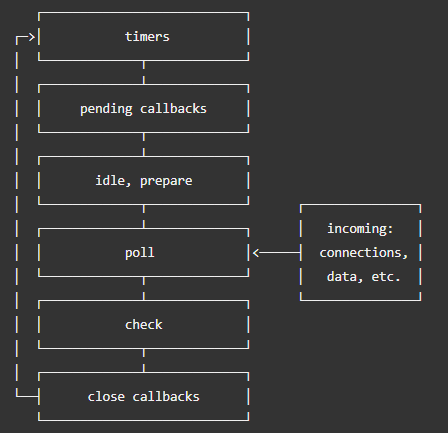 timers
pending callbacks
idle, prepare
incoming:
poll
connections,
data, etc.
check
close callbacks